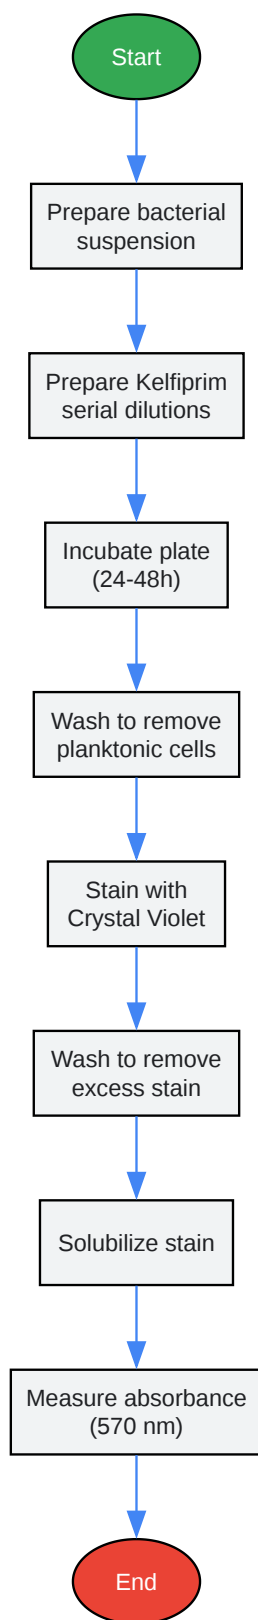 Start
Prepare bacterial
suspension
Prepare Kelfiprim
serial dilutions
Incubate plate
(24-48h)
Wash to remove
planktonic cells
Stain with
Crystal Violet
Wash to remove
excess stain
Solubilize stain
Measure absorbance
(570 nm)
End